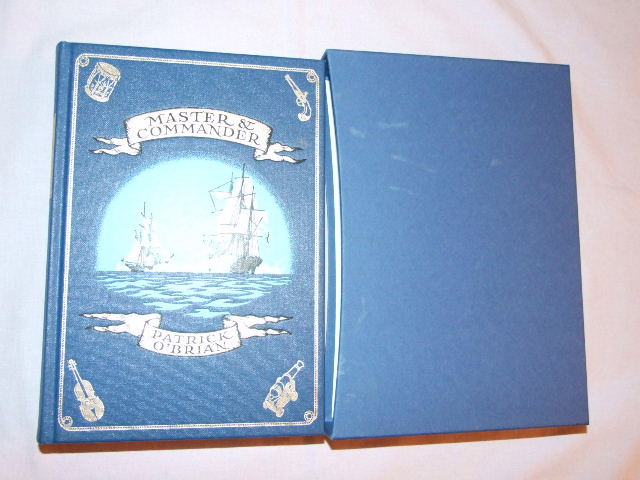 MASTER &
COMMANDER
PATRICK
O'BRIAN